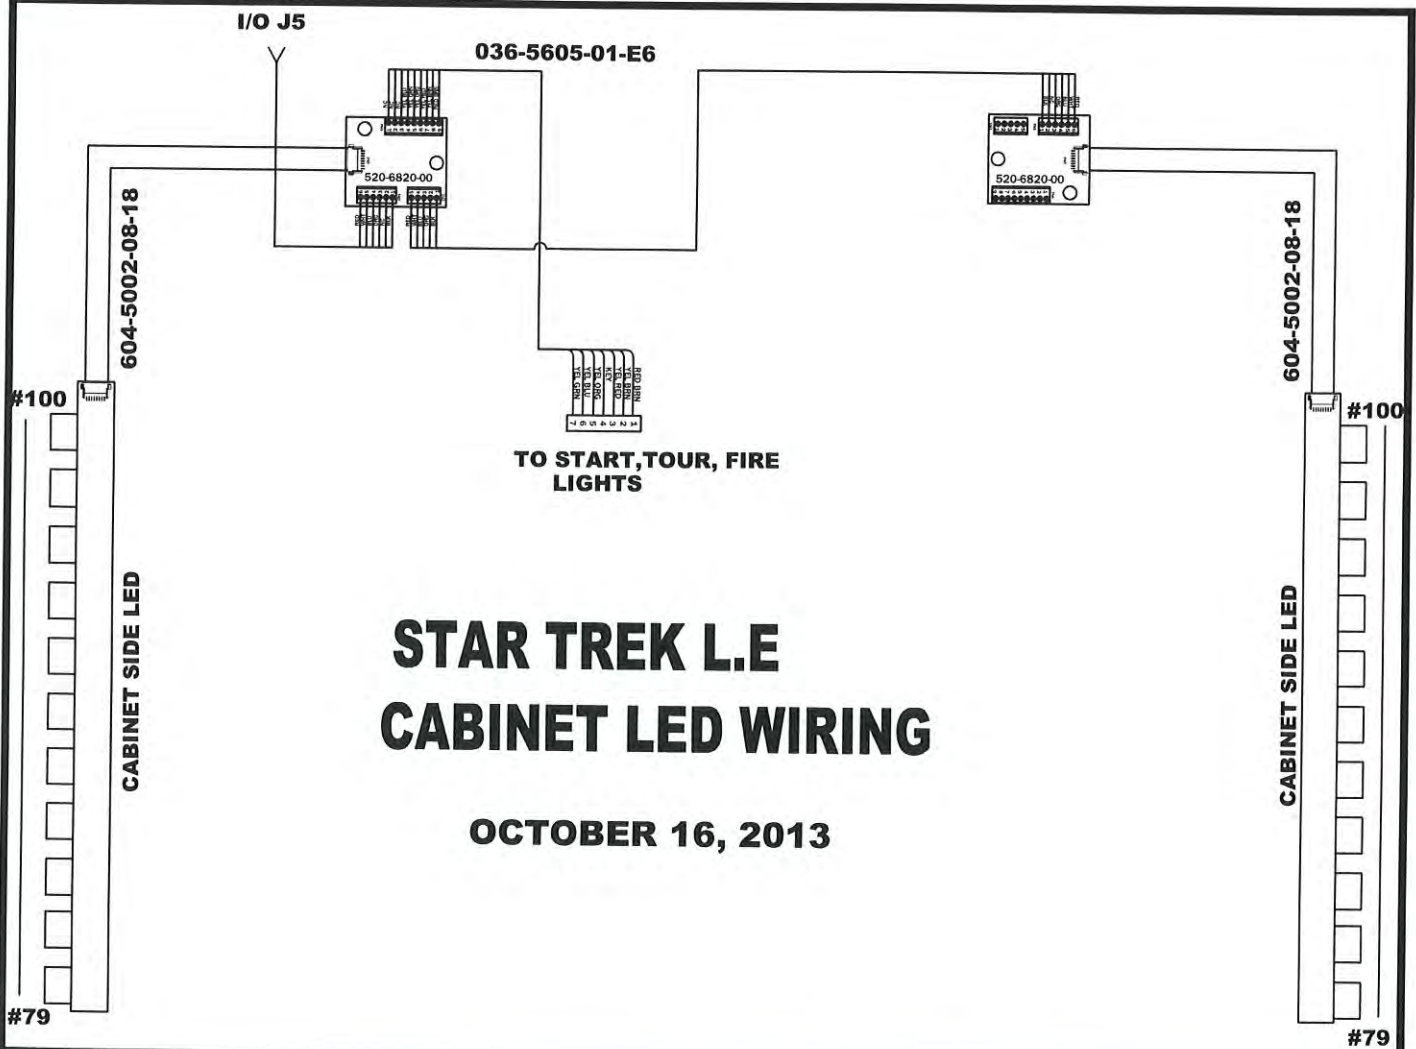 I/O J5
036-5605-01-E6
520-6820-00
520-6820-00
604-5002-08-18
604-5002-08-18
RED BRN
YEL BRN
YEL RED
KEY
YEL ORG
YEL BLU
YEL GRN
1 2 3 4 5 6 7
TO START,TOUR, FIRE
LIGHTS
#100
#100
CABINET SIDE LED
CABINET SIDE LED
STAR TREK L.E
CABINET LED WIRING
OCTOBER 16, 2013
#79
#79